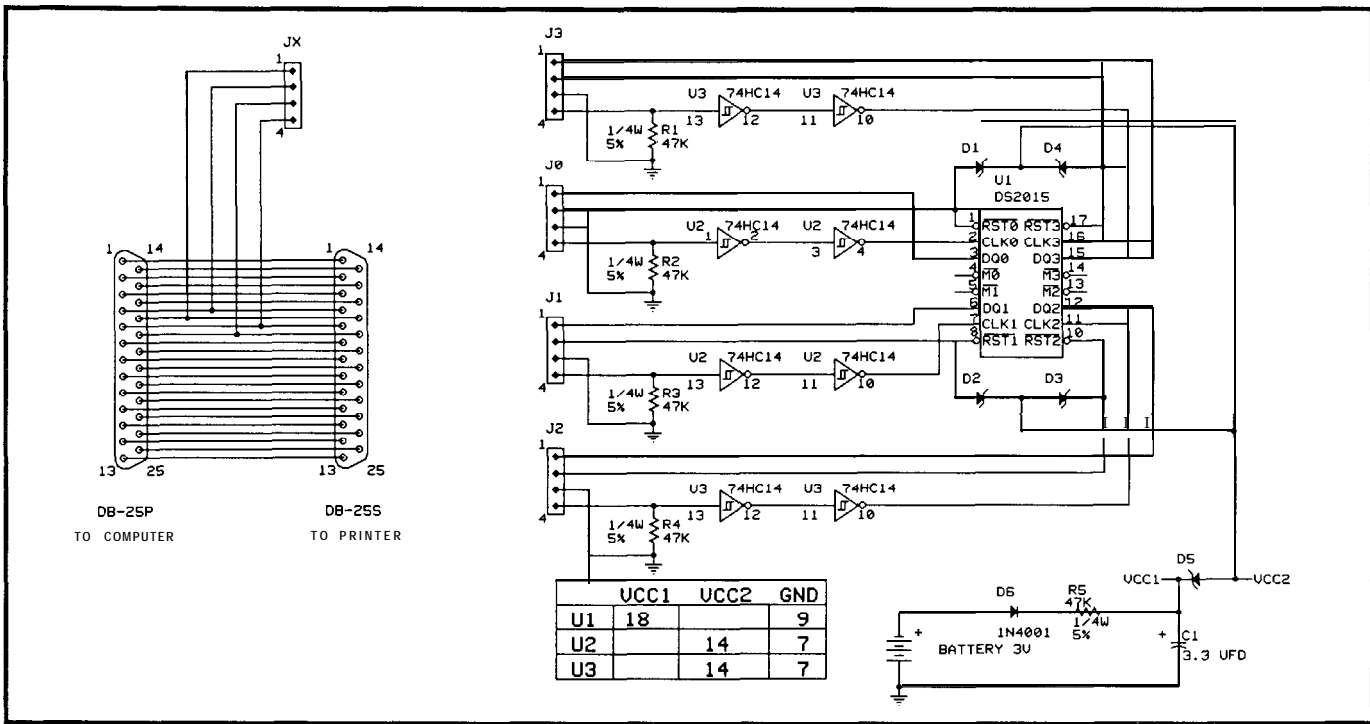 JX
1
4
1
14
1
14
13
25
13
25
DB-25P
TO COMPUTER
DB-25S
TO PRINTER
J3
1
4
U3
74HC14
U3
74HC14
13
12
11
10
1/4W R1
5% 47K
J0
1
4
U2
74HC14
U2
74HC14
1
2
3
4
1/4W R2
5% 47K
J1
1
4
U2
74HC14
U2
74HC14
13
12
11
10
1/4W R3
5% 47K
J2
1
4
U3
74HC14
U3
74HC14
13
12
11
10
1/4W R4
5% 47K
D1
D4
U1
DS2015
1 RST0 RST3 17
2 CLK0 CLK3 16
3 DQ0 DQ3 15
4 M0 M3 14
5 M1 M2 13
6 DQ1 DQ2 12
7 CLK1 CLK2 11
8 RST1 RST2 10
D2
D3
I I I
VCC1 VCC2 GND
U1 18 9
U2 14 7
U3 14 7
D5
VCC1
VCC2
D6
1N4001
R5
47K
1/4W
5%
+
BATTERY 3V
+
C1
3.3 UFD